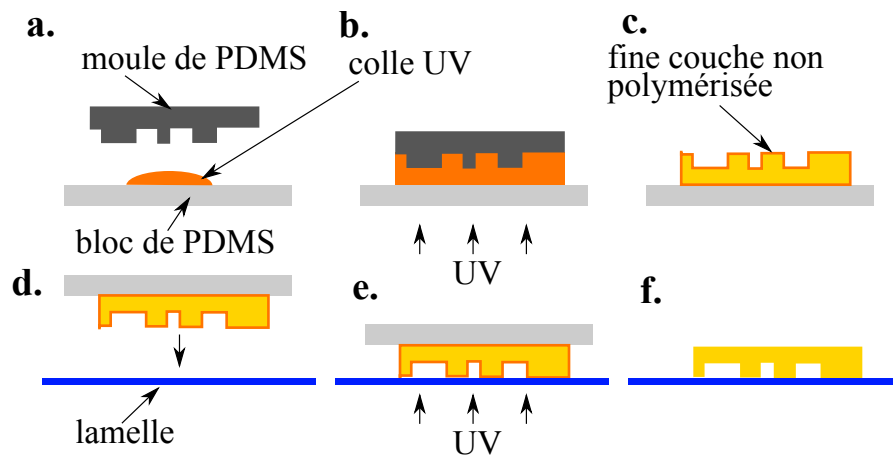 a.
moule de PDMS
b.
colle UV
c.
fine couche non
polymérisée
bloc de PDMS
UV
d.
lamelle
e.
UV
f.